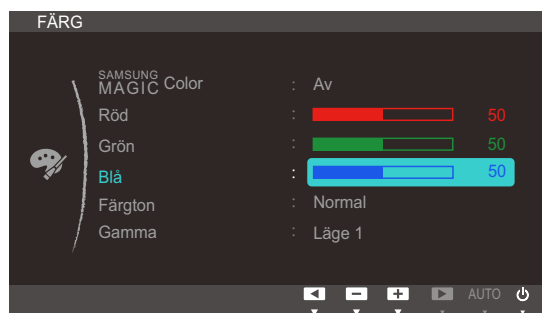 FÄRG
SAMSUNG MAGIC Color : Av
Röd : 50
Grön : 50
Blå : 50
Färgton : Normal
Gamma : Läge 1
AUTO